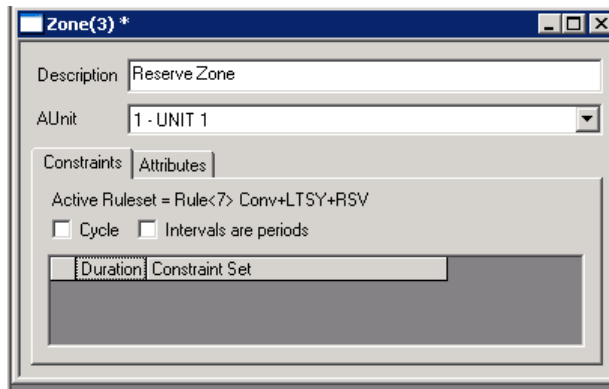 Zone(3) *
Description Reserve Zone
AUnit 1 - UNIT 1
Constraints Attributes
Active Ruleset = Rule<7> Conv+LTSY+RSV
Cycle Intervals are periods
Duration Constraint Set